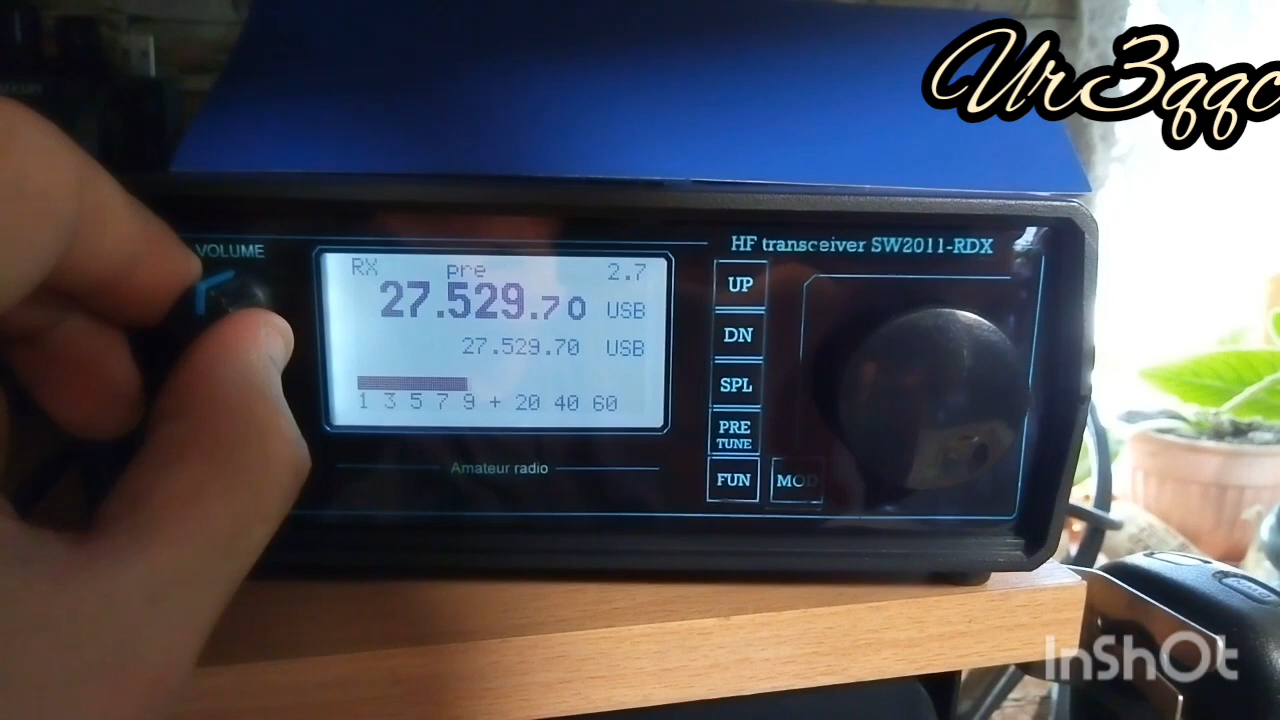 Ur3qqc
VOLUME
HF transceiver SW2011-RDX
RX pre 2.7
27.529.70 USB
27.529.70 USB
1 3 5 7 9 + 20 40 60
UP
DN
SPL
PRE
TUNE
FUN
MOD
Amateur radio
InShOt